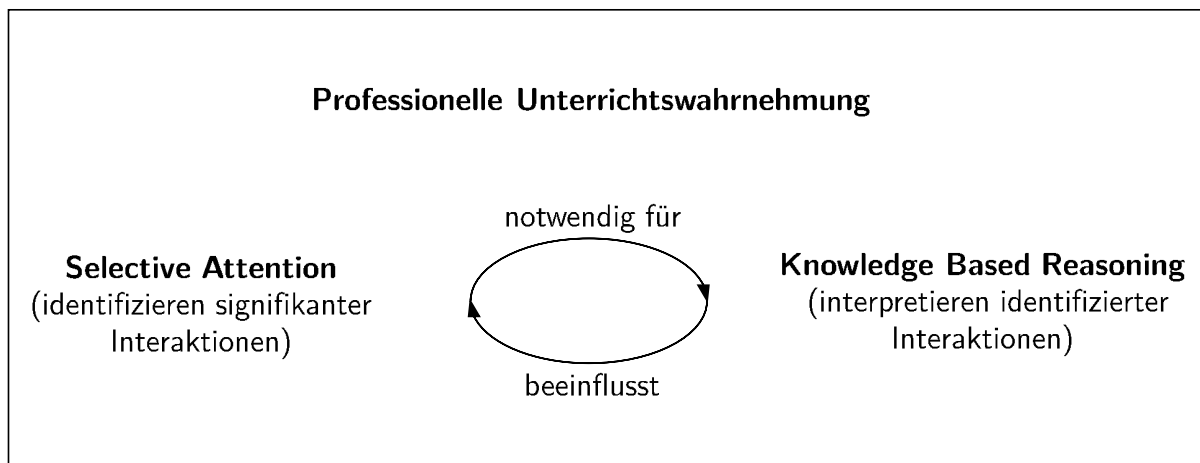 Professionelle Unterrichtswahrnehmung
notwendig für
Selective Attention
(identifizieren signifikanter
Interaktionen)
Knowledge Based Reasoning
(interpretieren identifizierter
Interaktionen)
beeinflusst